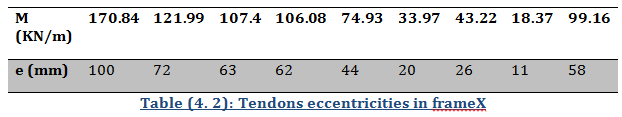 M 170.84 121.99 107.4 106.08 74.93 33.97 43.22 18.37 99.16
(KN/m)
e (mm) 100 72 63 62 44 20 26 11 58
Table (4. 2): Tendons eccentricities in frameX